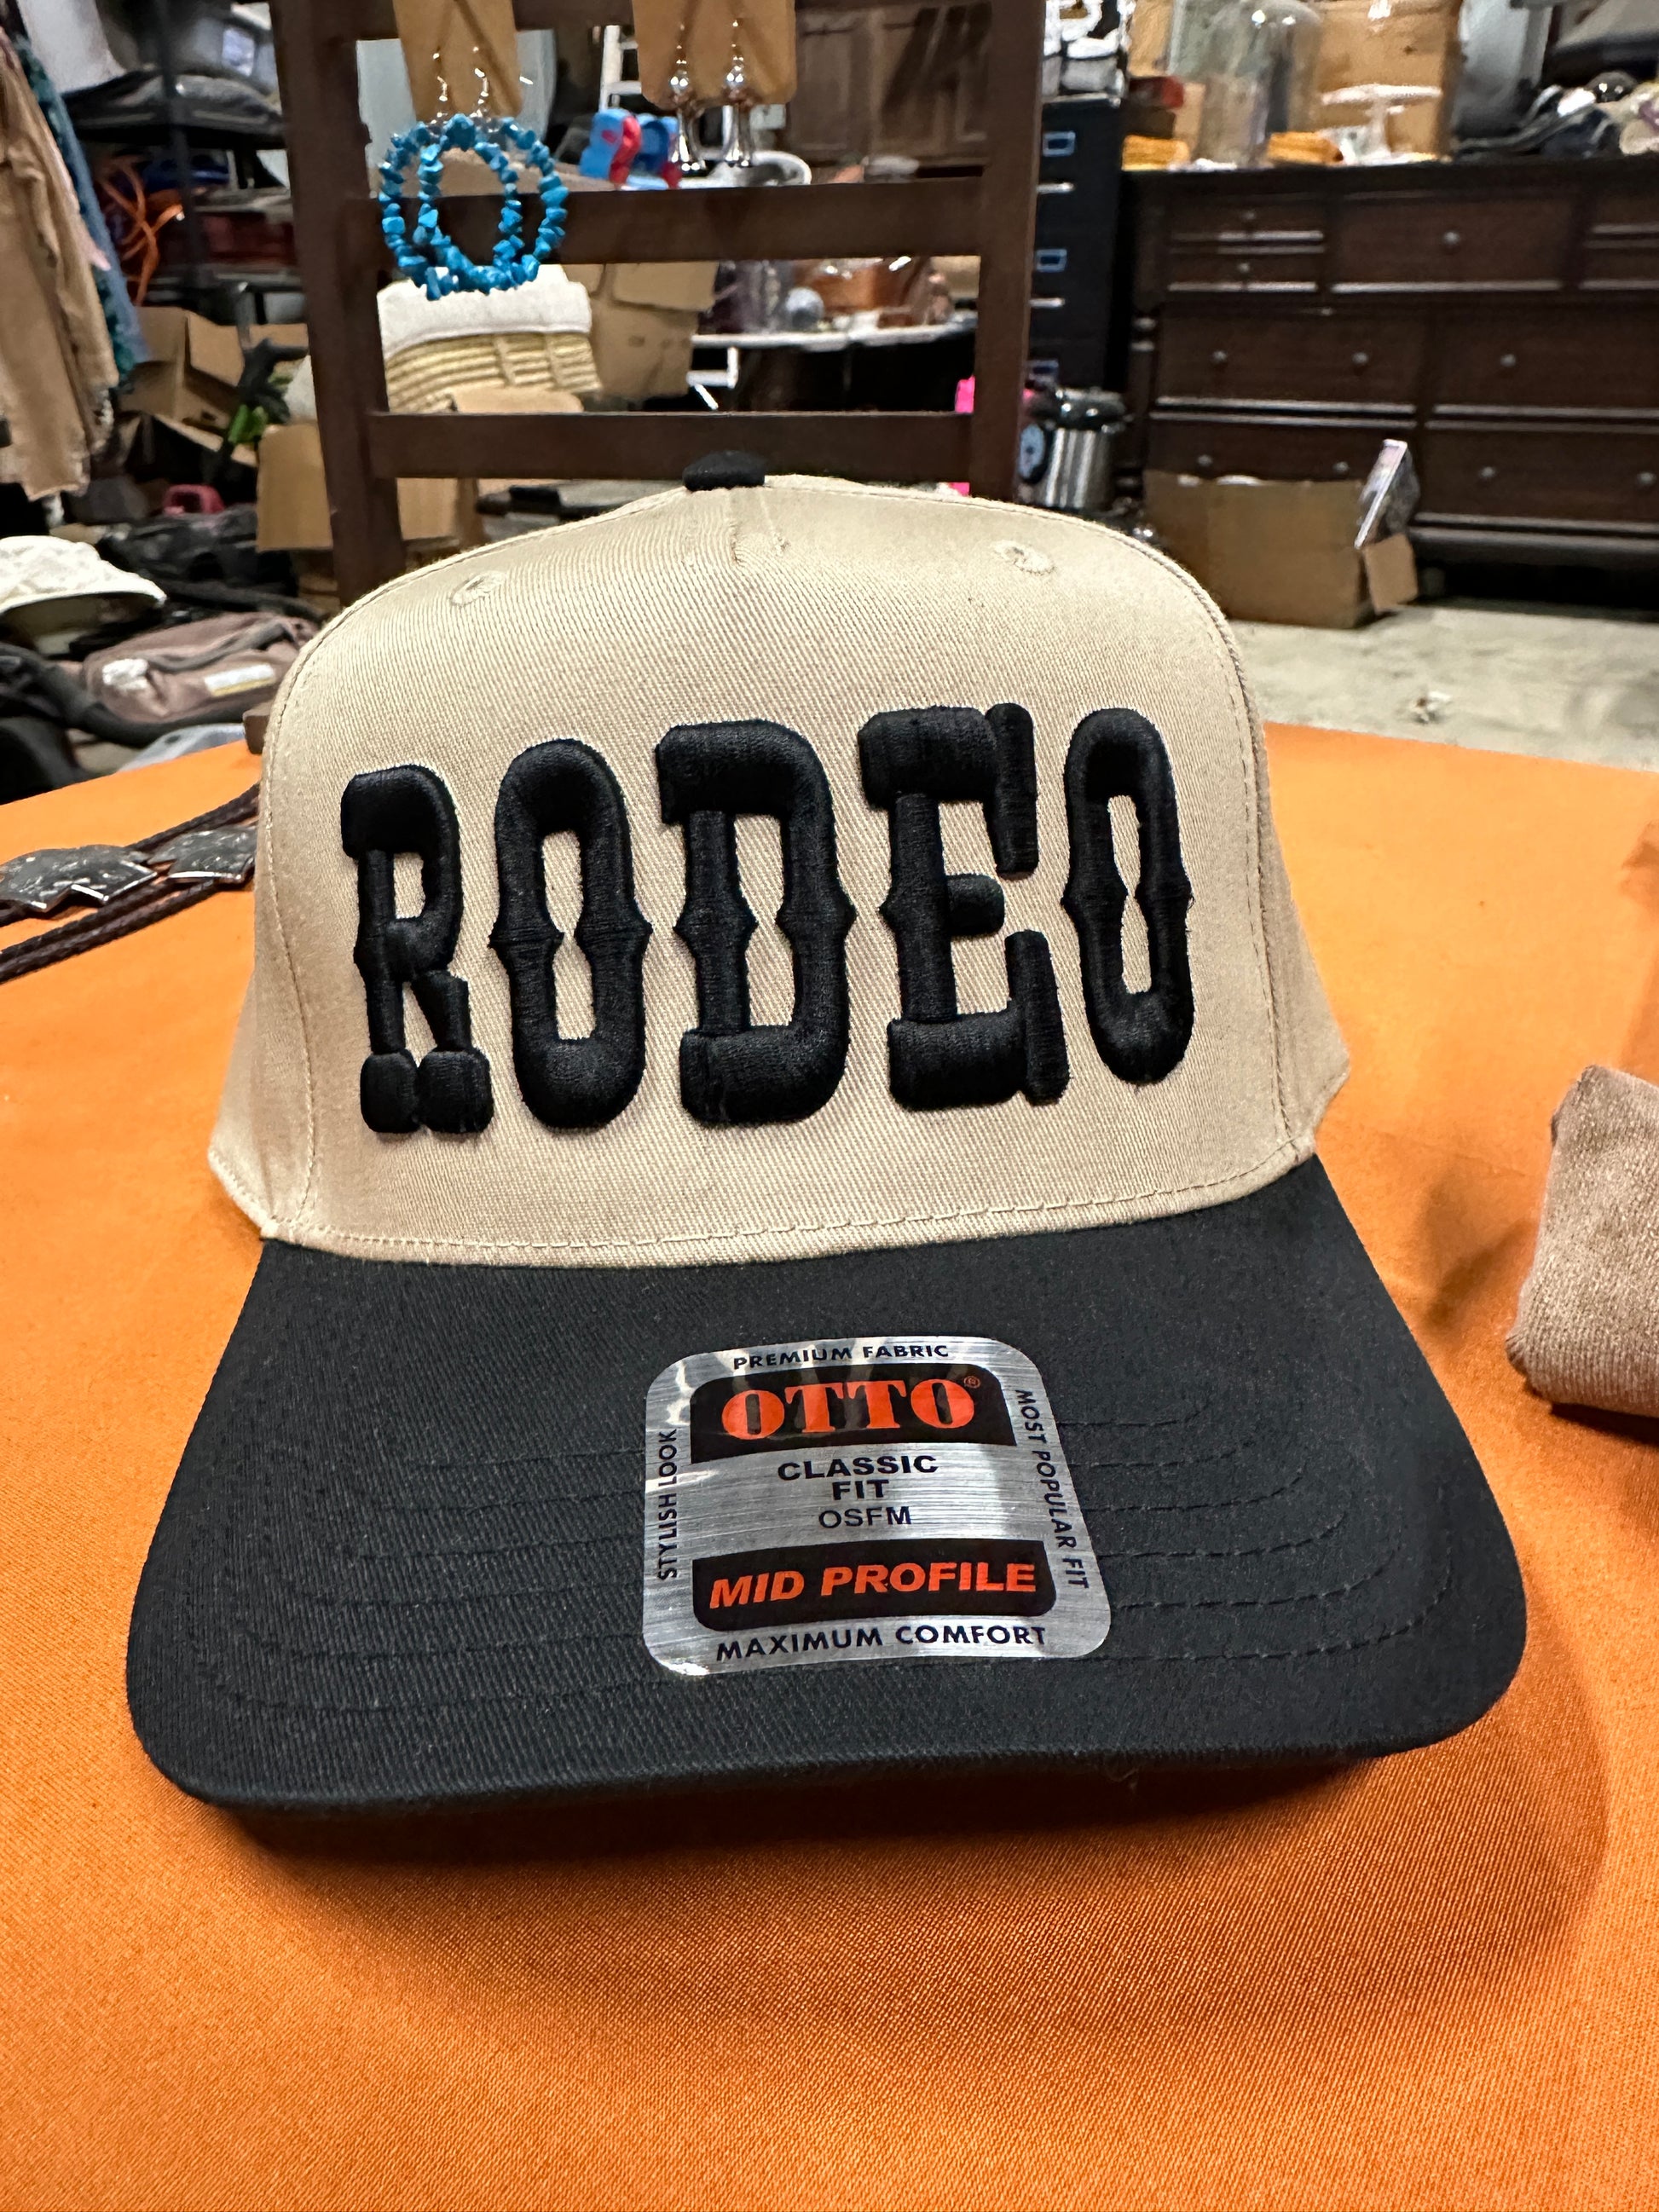 RODEO
PREMIUM FABRIC
OTTO®
STYLISH LOOK
CLASSIC
FIT
OSFM
MOST POPULAR FIT
MID PROFILE
MAXIMUM COMFORT